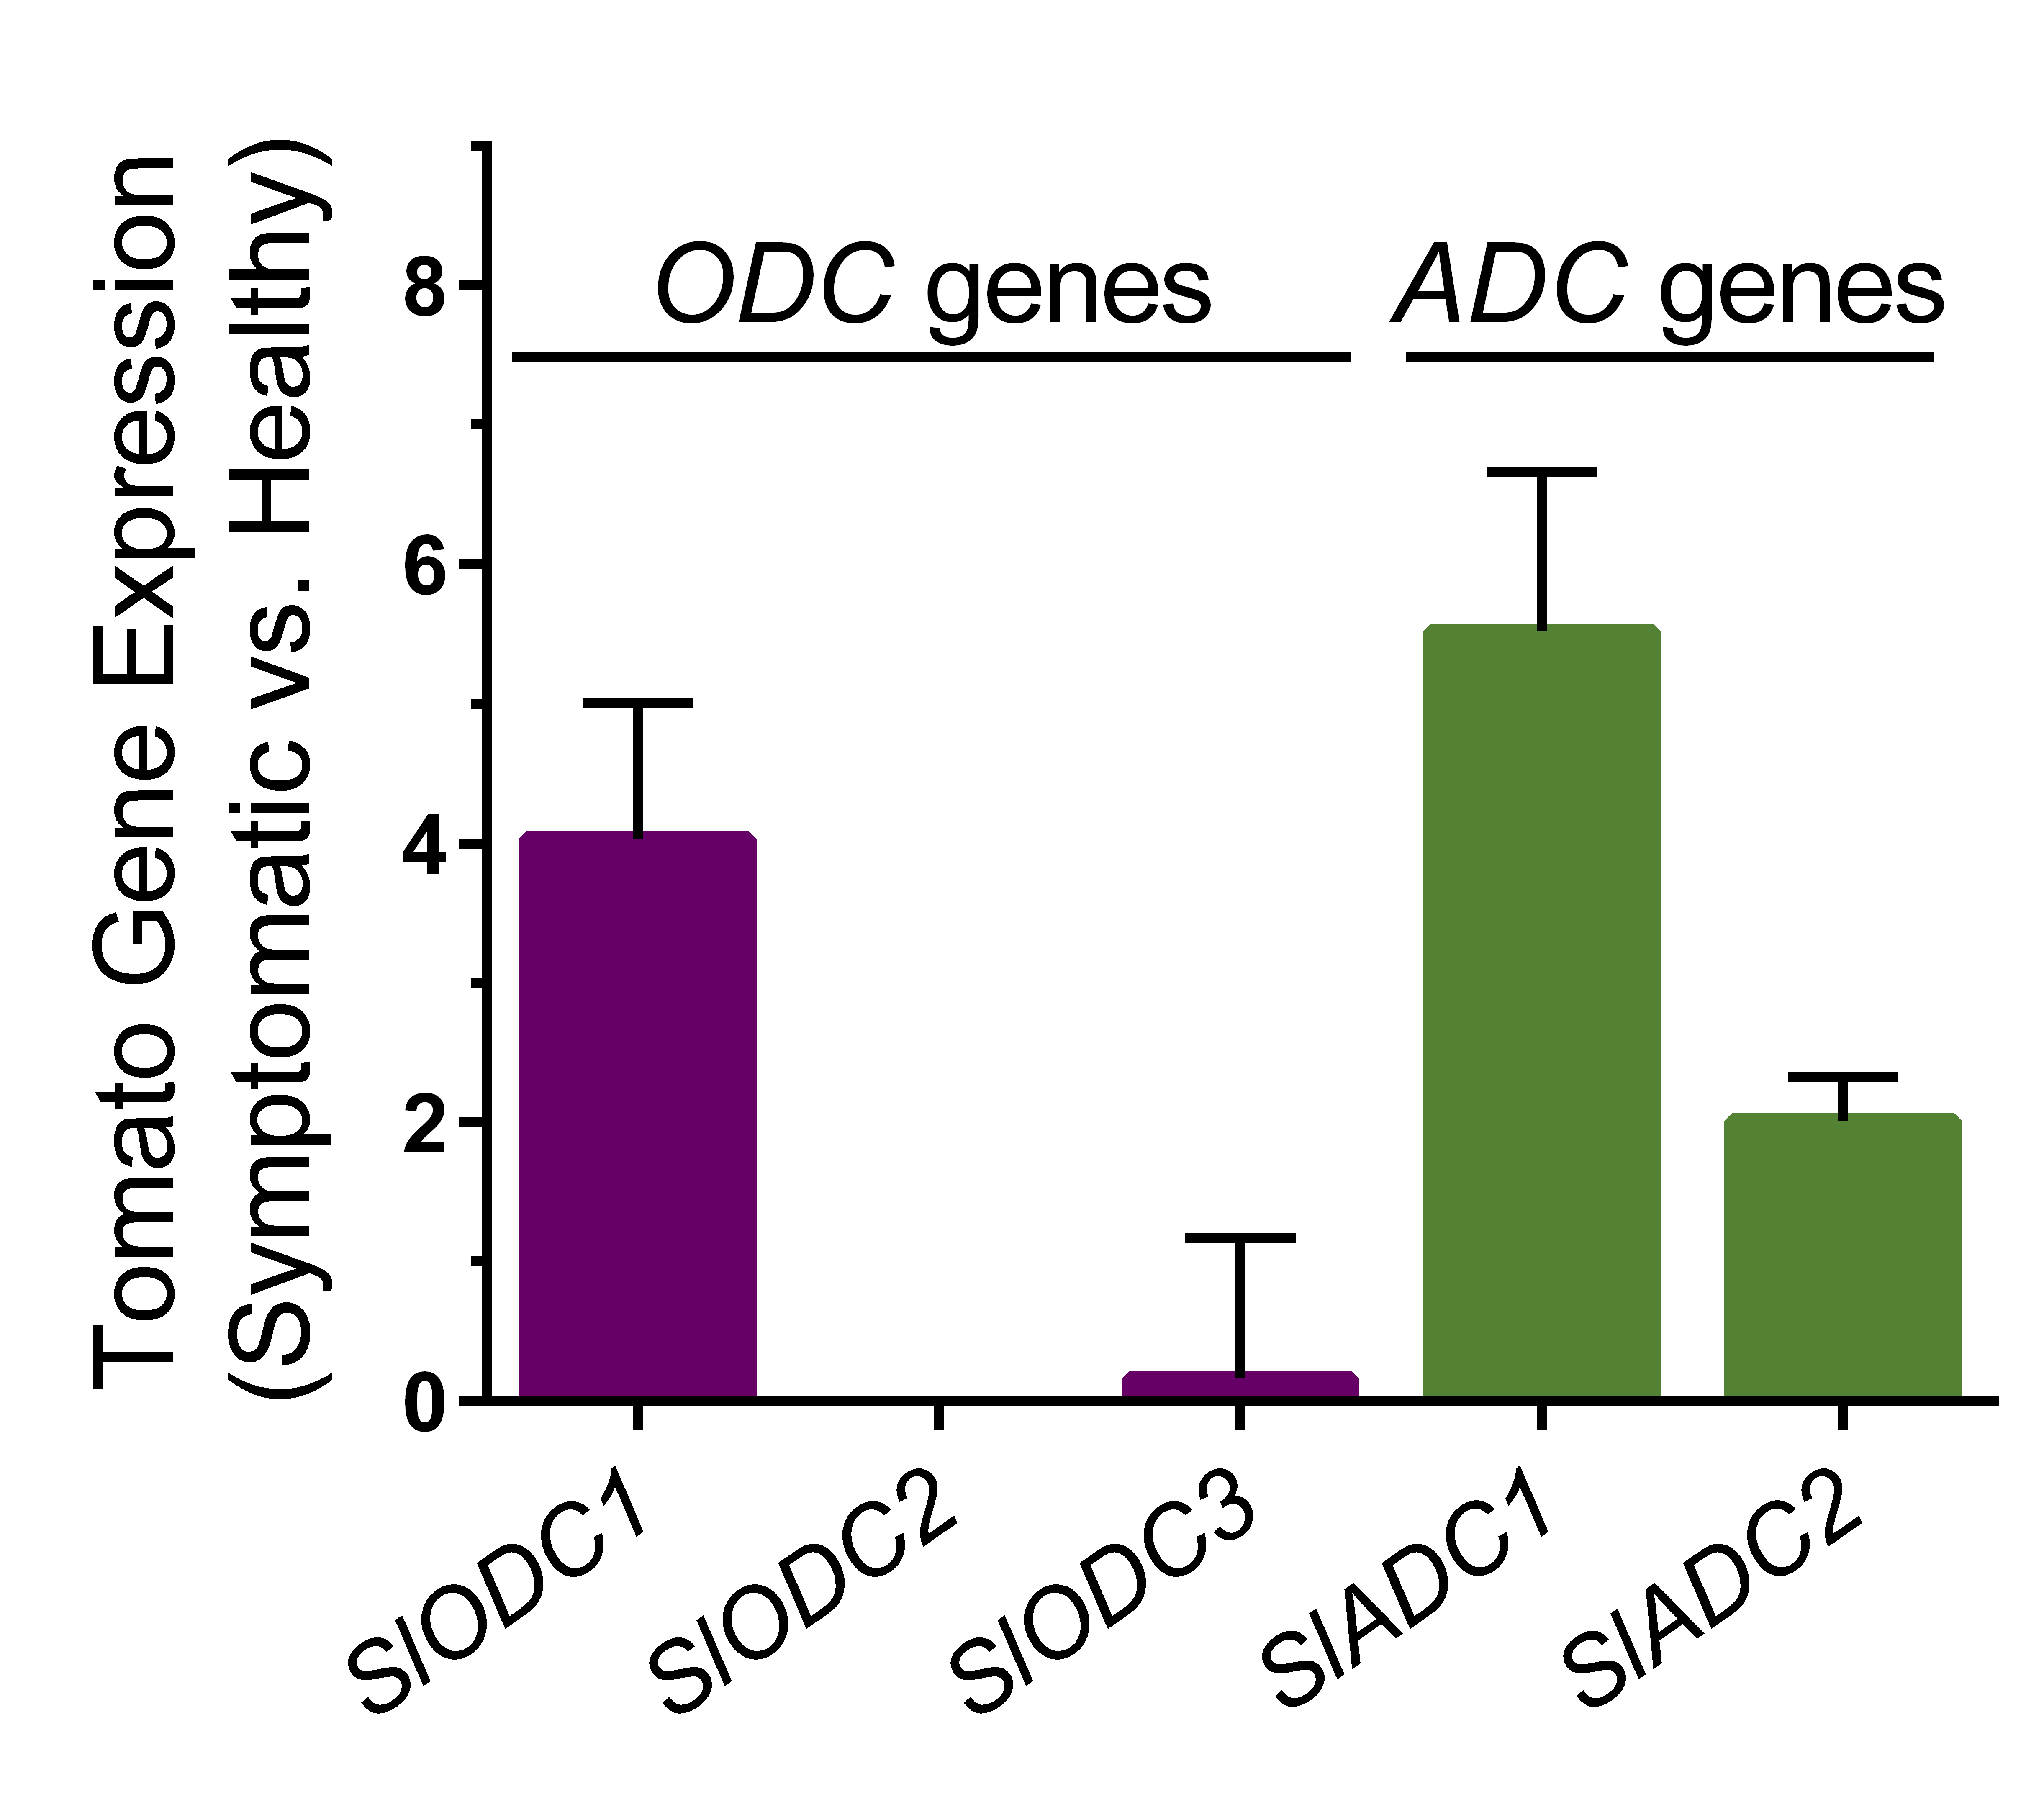 Tomato Gene Expression
(Symptomatic vs. Healthy)
8
6
4
2
0
ODC genes
ADC genes
SlODC1
SlODC2
SlODC3
SlADC1
SlADC2